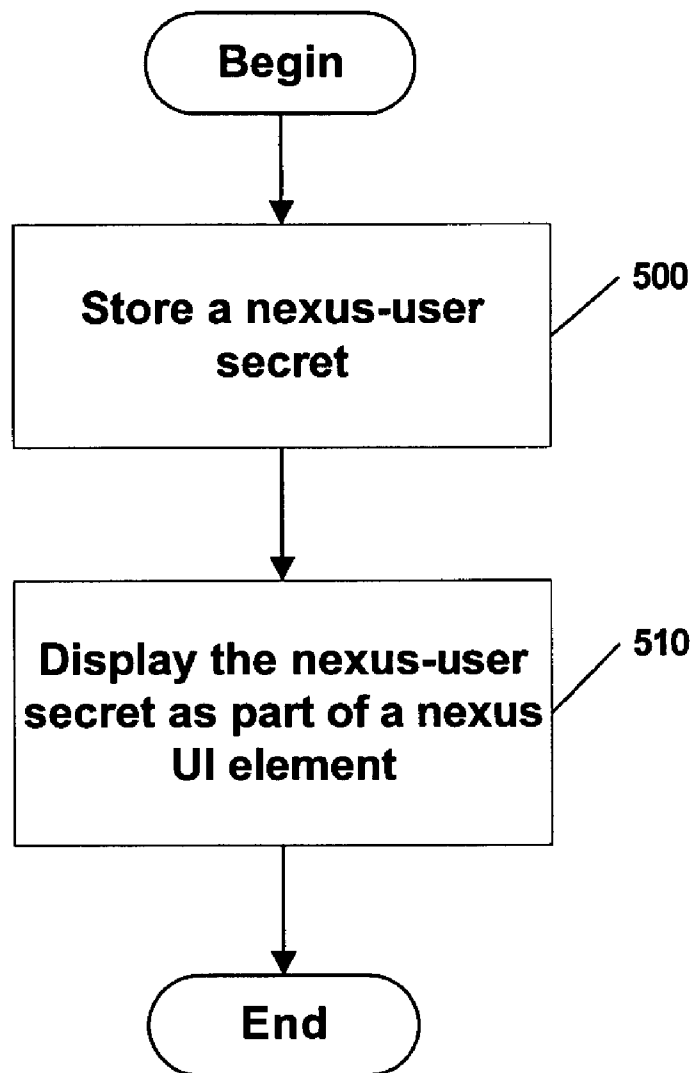 Begin
Store a nexus-user
secret
500
Display the nexus-user
secret as part of a nexus
UI element
510
End